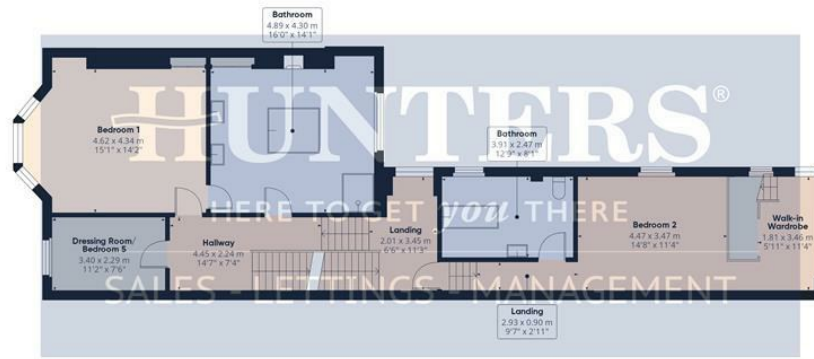 Bathroom
4.89 x 4.30 m
16'0" x 14'1"
HUNTERS®
Bedroom 1
4.62 x 4.34 m
15'1" x 14'2"
Bathroom
3.91 x 2.47 m
12'9" x 8'1"
HERE TO GET you THERE
Dressing Room/
Bedroom 5
3.40 x 2.29 m
11'2" x 7'6"
Hallway
4.45 x 2.24 m
14'7" x 7'4"
Landing
2.01 x 3.45 m
6'6" x 11'3"
Bedroom 2
4.47 x 3.47 m
14'8" x 11'4"
Walk-in
Wardrobe
1.81 x 3.46 m
5'11" x 11'4"
SALES - LETTINGS - MANAGEMENT
Landing
2.93 x 0.90 m
9'7" x 2'11"